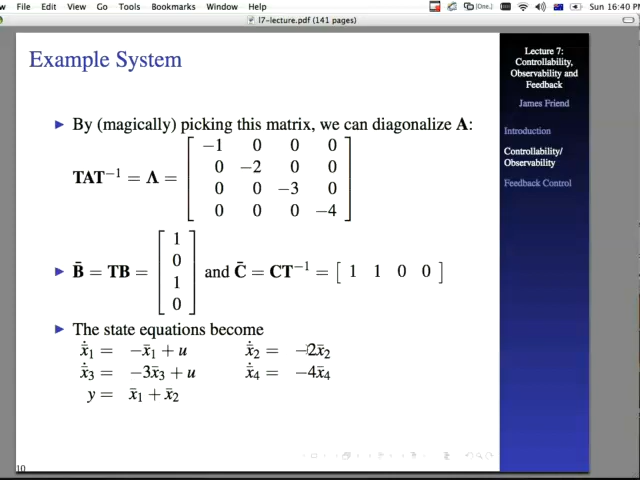 File Edit View Go Tools Bookmarks Window Help (One.) Sun 16:40
l7-lecture.pdf (141 pages)
Example System
▶ By (magically) picking this matrix, we can diagonalize A:
TAT⁻¹ = Λ =
−1 0 0 0
0 −2 0 0
0 0 −3 0
0 0 0 −4
▶ B̄ = TB = [1 0 1 0] and C̄ = CT⁻¹ = [ 1 1 0 0 ]
▶ The state equations become
ẋ̄₁ = −x̄₁ + u ẋ̄₂ = −2x̄₂
ẋ̄₃ = −3x̄₃ + u ẋ̄₄ = −4x̄₄
y = x̄₁ + x̄₂
10
Lecture 7:
Controllability,
Observability and
Feedback
James Friend
Introduction
Controllability/
Observability
Feedback Control